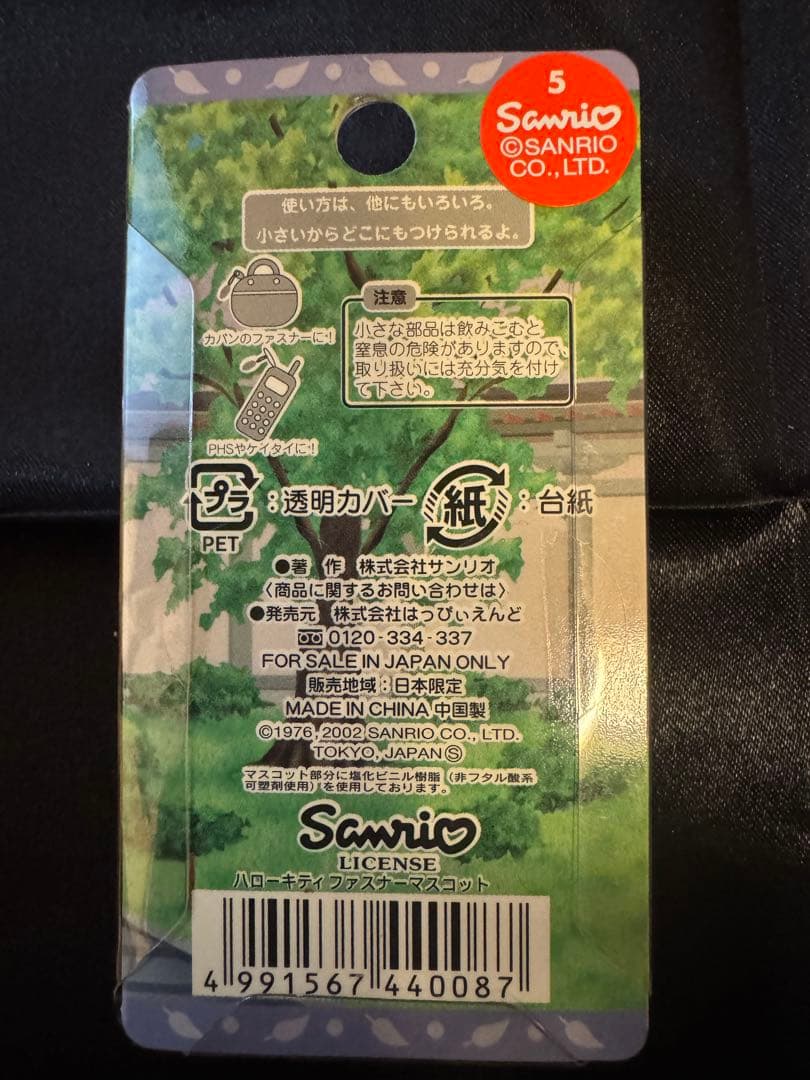 5
Sanrio
©SANRIO
CO.,LTD.
使い方は、他にもいろいろ。
小さいからどこにもつけられるよ。
カバンのファスナーに!
PHSやケイタイに!
注意
小さな部品は飲みこむと
窒息の危険がありますので、
取り扱いには充分気を付け
て下さい。
プラ
PET
:透明カバー
紙
:台紙
●著 作 株式会社サンリオ
〈商品に関するお問い合わせは〉
●発売元 株式会社はっぴぃえんど
0120-334-337
FOR SALE IN JAPAN ONLY
販売地域:日本限定
MADE IN CHINA 中国製
©1976, 2002 SANRIO CO., LTD.
TOKYO, JAPAN Ⓢ
マスコット部分に塩化ビニル樹脂(非フタル酸系
可塑剤使用)を使用しております。
Sanrio
LICENSE
ハローキティ ファスナーマスコット
4 991567 440087